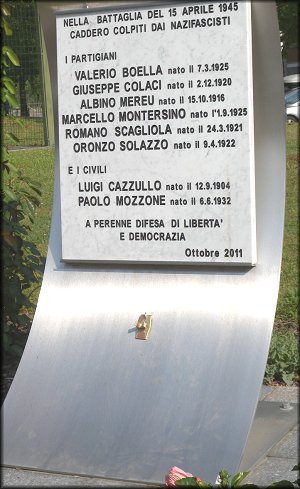 NELLA BATTAGLIA DEL 15 APRILE 1945
CADDERO COLPITI DAI NAZIFASCISTI
I PARTIGIANI
VALERIO BOELLA nato il 7.3.1925
GIUSEPPE COLACI nato il 2.12.1920
ALBINO MEREU nato il 15.10.1916
MARCELLO MONTERSINO nato l'1.9.1925
ROMANO SCAGLIOLA nato il 24.3.1921
ORONZO SOLAZZO nato il 9.4.1922
E I CIVILI
LUIGI CAZZULLO nato il 12.9.1904
PAOLO MOZZONE nato il 6.6.1932
A PERENNE DIFESA DI LIBERTA'
E DEMOCRAZIA
Ottobre 2011